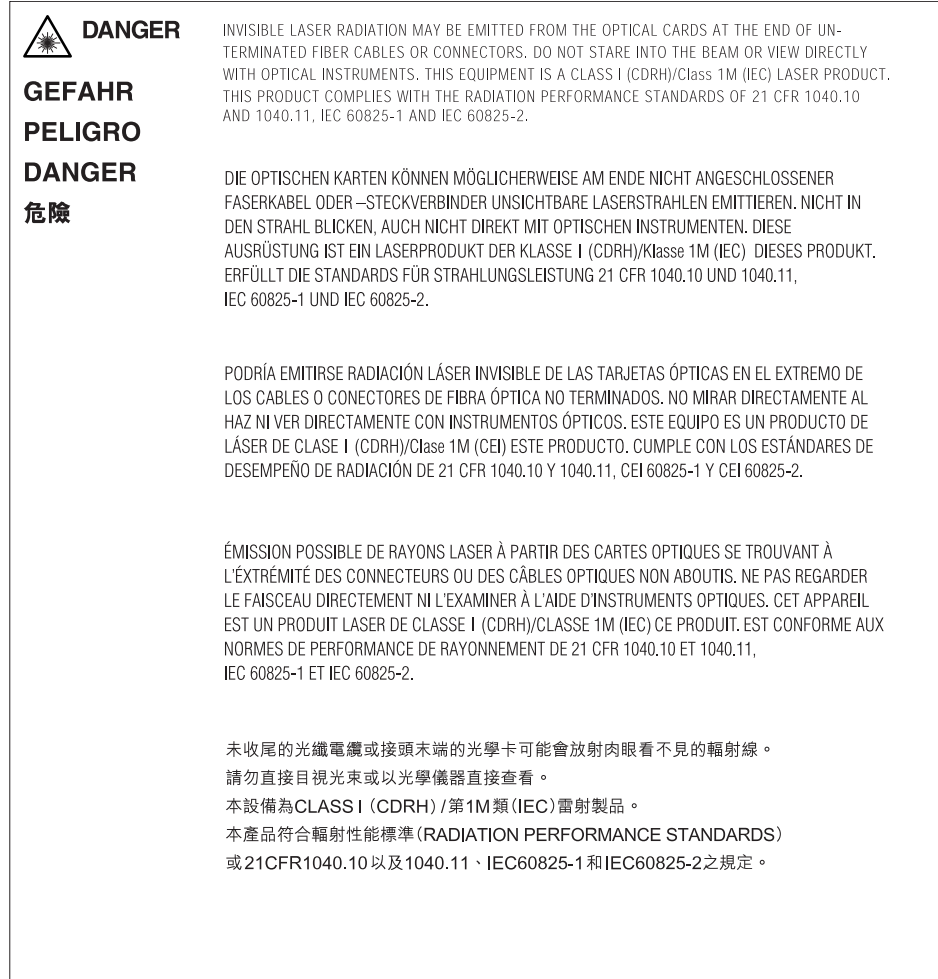 DANGER
GEFAHR
PELIGRO
DANGER
危險
INVISIBLE LASER RADIATION MAY BE EMITTED FROM THE OPTICAL CARDS AT THE END OF UN-
TERMINATED FIBER CABLES OR CONNECTORS. DO NOT STARE INTO THE BEAM OR VIEW DIRECTLY
WITH OPTICAL INSTRUMENTS. THIS EQUIPMENT IS A CLASS I (CDRH)/Class 1M (IEC) LASER PRODUCT.
THIS PRODUCT COMPLIES WITH THE RADIATION PERFORMANCE STANDARDS OF 21 CFR 1040.10
AND 1040.11, IEC 60825-1 AND IEC 60825-2.
DIE OPTISCHEN KARTEN KÖNNEN MÖGLICHERWEISE AM ENDE NICHT ANGESCHLOSSENER
FASERKABEL ODER –STECKVERBINDER UNSICHTBARE LASERSTRAHLEN EMITTIEREN. NICHT IN
DEN STRAHL BLICKEN, AUCH NICHT DIREKT MIT OPTISCHEN INSTRUMENTEN. DIESE
AUSRÜSTUNG IST EIN LASERPRODUKT DER KLASSE I (CDRH)/Klasse 1M (IEC) DIESES PRODUKT.
ERFÜLLT DIE STANDARDS FÜR STRAHLUNGSLEISTUNG 21 CFR 1040.10 UND 1040.11,
IEC 60825-1 UND IEC 60825-2.
PODRÍA EMITIRSE RADIACIÓN LÁSER INVISIBLE DE LAS TARJETAS ÓPTICAS EN EL EXTREMO DE
LOS CABLES O CONECTORES DE FIBRA ÓPTICA NO TERMINADOS. NO MIRAR DIRECTAMENTE AL
HAZ NI VER DIRECTAMENTE CON INSTRUMENTOS ÓPTICOS. ESTE EQUIPO ES UN PRODUCTO DE
LÁSER DE CLASE I (CDRH)/Clase 1M (CEI) ESTE PRODUCTO. CUMPLE CON LOS ESTÁNDARES DE
DESEMPEÑO DE RADIACIÓN DE 21 CFR 1040.10 Y 1040.11, CEI 60825-1 Y CEI 60825-2.
ÉMISSION POSSIBLE DE RAYONS LASER À PARTIR DES CARTES OPTIQUES SE TROUVANT À
L'ÉXTRÉMITÉ DES CONNECTEURS OU DES CÂBLES OPTIQUES NON ABOUTIS. NE PAS REGARDER
LE FAISCEAU DIRECTEMENT NI L'EXAMINER À L'AIDE D'INSTRUMENTS OPTIQUES. CET APPAREIL
EST UN PRODUIT LASER DE CLASSE I (CDRH)/CLASSE 1M (IEC) CE PRODUIT. EST CONFORME AUX
NORMES DE PERFORMANCE DE RAYONNEMENT DE 21 CFR 1040.10 ET 1040.11,
IEC 60825-1 ET IEC 60825-2.
未收尾的光纖電纜或接頭末端的光學卡可能會放射肉眼看不見的輻射線。
請勿直接目視光束或以光學儀器直接查看。
本設備為CLASS I (CDRH) /第1M類(IEC)雷射製品。
本產品符合輻射性能標準(RADIATION PERFORMANCE STANDARDS)
或21CFR1040.10以及1040.11、IEC60825-1和IEC60825-2之規定。